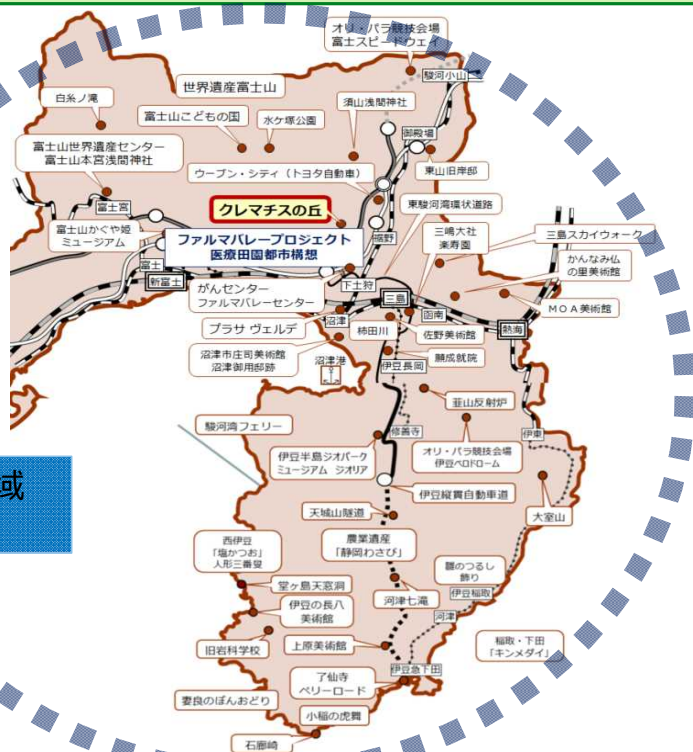 オリ・パラ競技会場
富士スピードウェイ
駿河小山
世界遺産富士山
白糸ノ滝
富士山こどもの国
水ケ塚公園
須山浅間神社
御殿場
富士山世界遺産センター
富士山本宮浅間神社
ウーブン・シティ（トヨタ自動車）
東山旧岸邸
富士宮
クレマチスの丘
東駿河湾環状道路
富士山かぐや姫
ミュージアム
ファルマバレープロジェクト
医療田園都市構想
裾野
三嶋大社
楽寿園
三島スカイウォーク
かんなみ仏
の里美術館
富士
新富士
がんセンター
ファルマバレーセンター
下土狩
三島
函南
MOA美術館
プラサ ヴェルデ
沼津
柿田川
佐野美術館
熱海
沼津市庄司美術館
沼津御用邸跡
沼津港
伊豆長岡
願成就院
韮山反射炉
駿河湾フェリー
修善寺
伊東
伊豆半島ジオパーク
ミュージアム ジオリア
オリ・パラ競技会場
伊豆ベロドローム
域
伊豆縦貫自動車道
天城山隧道
大室山
西伊豆
「塩かつお」
人形三番叟
農業遺産
「静岡わさび」
雛のつるし
飾り
堂ヶ島天窓洞
伊豆稲取
伊豆の長八
美術館
河津七滝
河津
旧岩科学校
上原美術館
稲取・下田
「キンメダイ」
伊豆急下田
了仙寺
ペリーロード
妻良のぼんおどり
小稲の虎舞
石廊崎